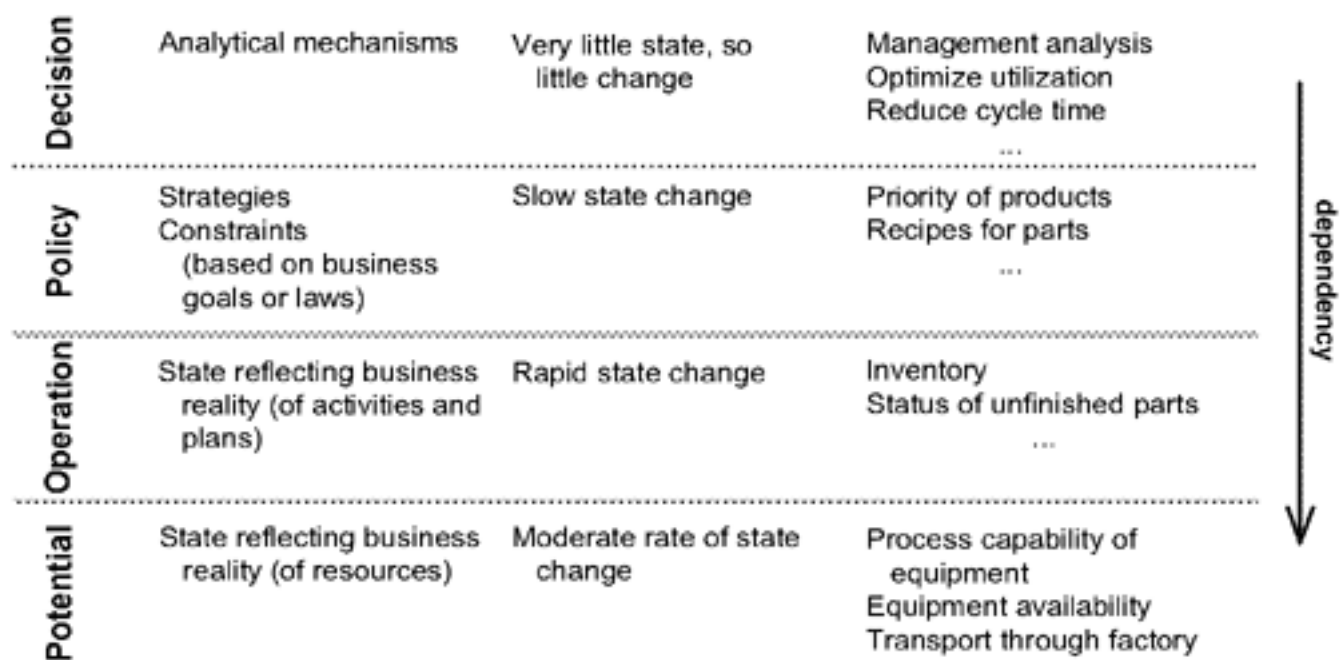 Decision
Analytical mechanisms
Very little state, so
little change
Management analysis
Optimize utilization
Reduce cycle time
...
Policy
Strategies
Constraints
(based on business
goals or laws)
Slow state change
Priority of products
Recipes for parts
...
Operation
State reflecting business
reality (of activities and
plans)
Rapid state change
Inventory
Status of unfinished parts
...
Potential
State reflecting business
reality (of resources)
Moderate rate of state
change
Process capability of
equipment
Equipment availability
Transport through factory
dependency